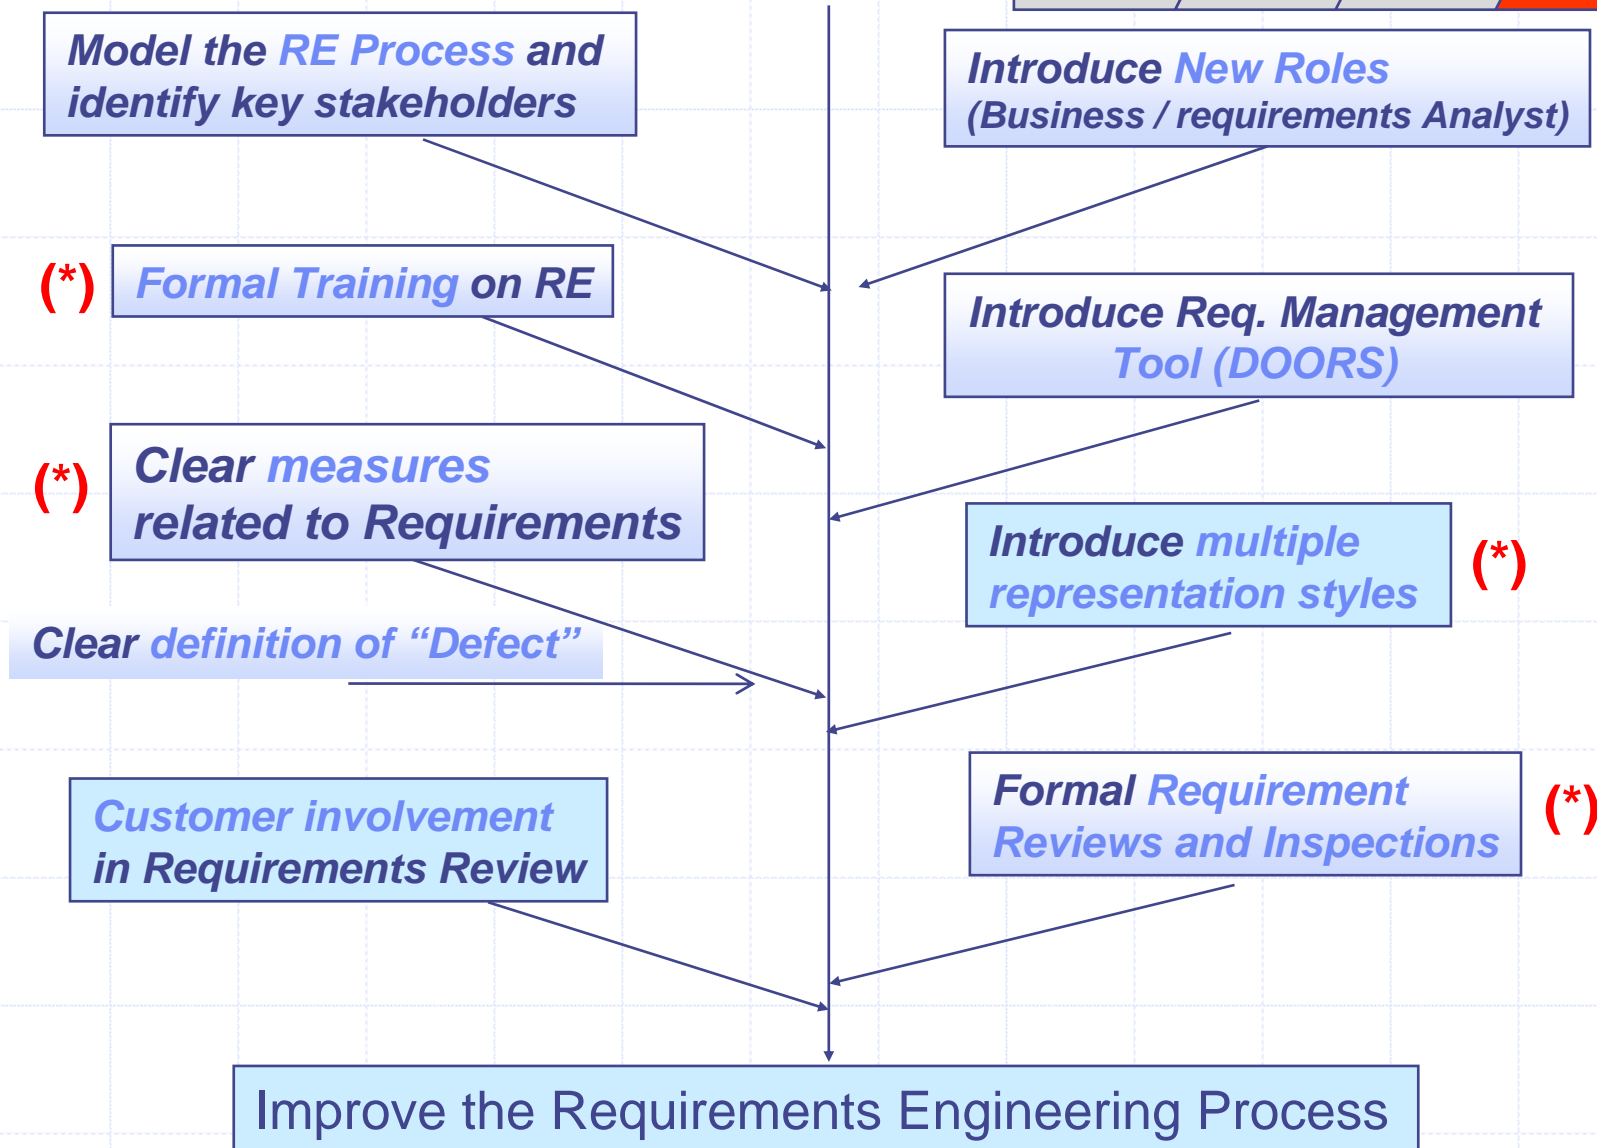 Model the RE Process and
identify key stakeholders
Introduce New Roles
(Business / requirements Analyst)
(*)
Formal Training on RE
Introduce Req. Management
Tool (DOORS)
(*)
Clear measures
related to Requirements
Introduce multiple
representation styles
(*)
Clear definition of “Defect”
Customer involvement
in Requirements Review
Formal Requirement
Reviews and Inspections
(*)
Improve the Requirements Engineering Process